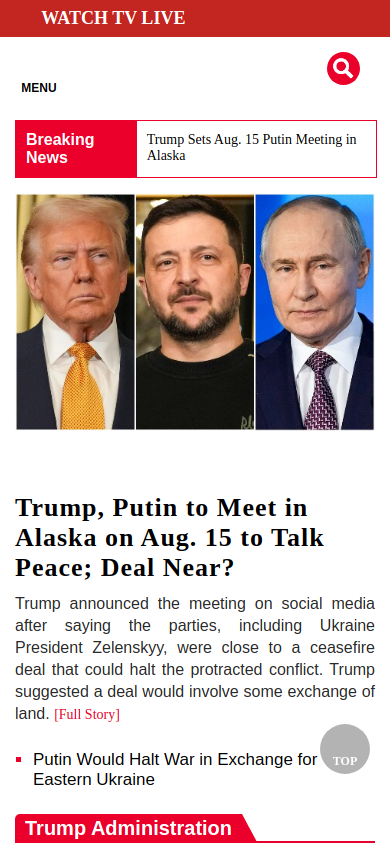 WATCH TV LIVE
MENU
Breaking
News
Trump Sets Aug. 15 Putin Meeting in
Alaska
Trump, Putin to Meet in
Alaska on Aug. 15 to Talk
Peace; Deal Near?
Trump announced the meeting on social media
after saying the parties, including Ukraine
President Zelenskyy, were close to a ceasefire
deal that could halt the protracted conflict. Trump
suggested a deal would involve some exchange of
land. [Full Story]
Putin Would Halt War in Exchange for
Eastern Ukraine
TOP
Trump Administration